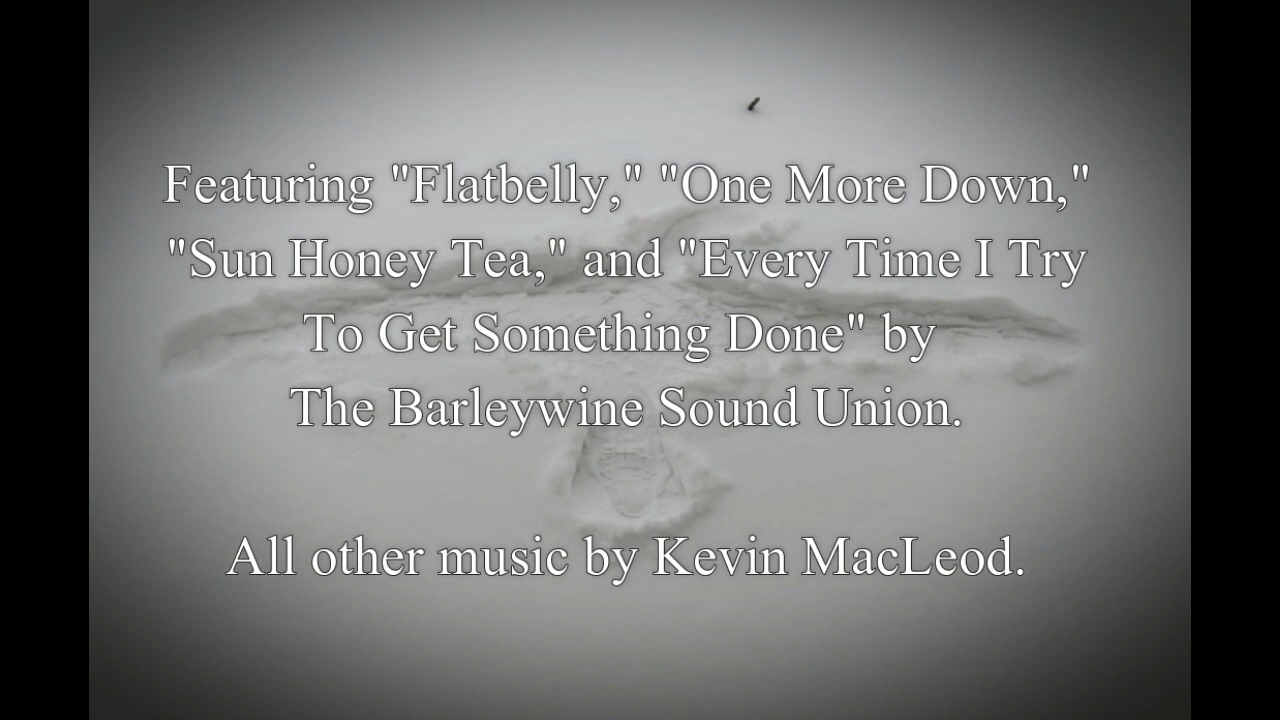 Featuring "Flatbelly," "One More Down,"
"Sun Honey Tea," and "Every Time I Try
To Get Something Done" by
The Barleywine Sound Union.
All other music by Kevin MacLeod.